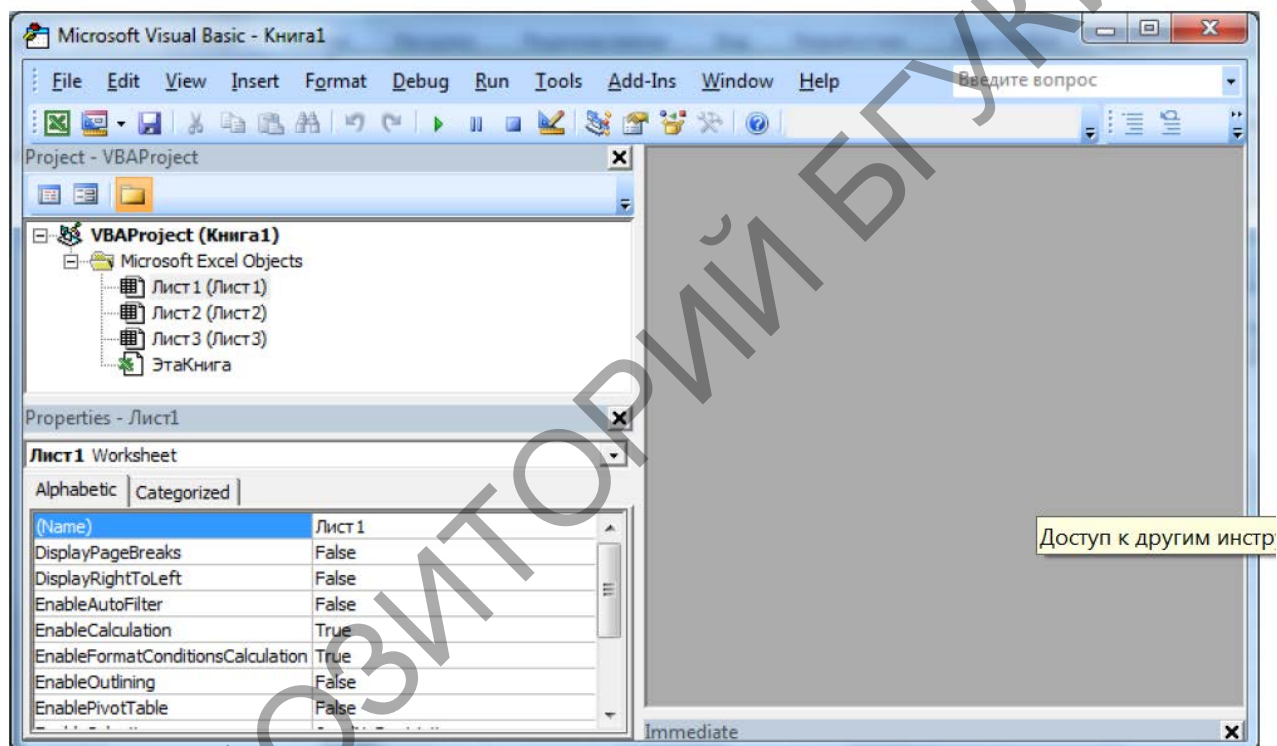 Microsoft Visual Basic - Книга1
File Edit View Insert Format Debug Run Tools Add-Ins Window Help
Введите вопрос
Project - VBAProject
VBAProject (Книга1)
Microsoft Excel Objects
Лист1 (Лист1)
Лист2 (Лист2)
Лист3 (Лист3)
ЭтаКнига
Properties - Лист1
Лист1 Worksheet
Alphabetic Categorized
(Name) Лист1
DisplayPageBreaks False
DisplayRightToLeft False
EnableAutoFilter False
EnableCalculation True
EnableFormatConditionsCalculation True
EnableOutlining False
EnablePivotTable False
Immediate
Доступ к другим инстру
ОЗИТОРИЙ БГУКИ